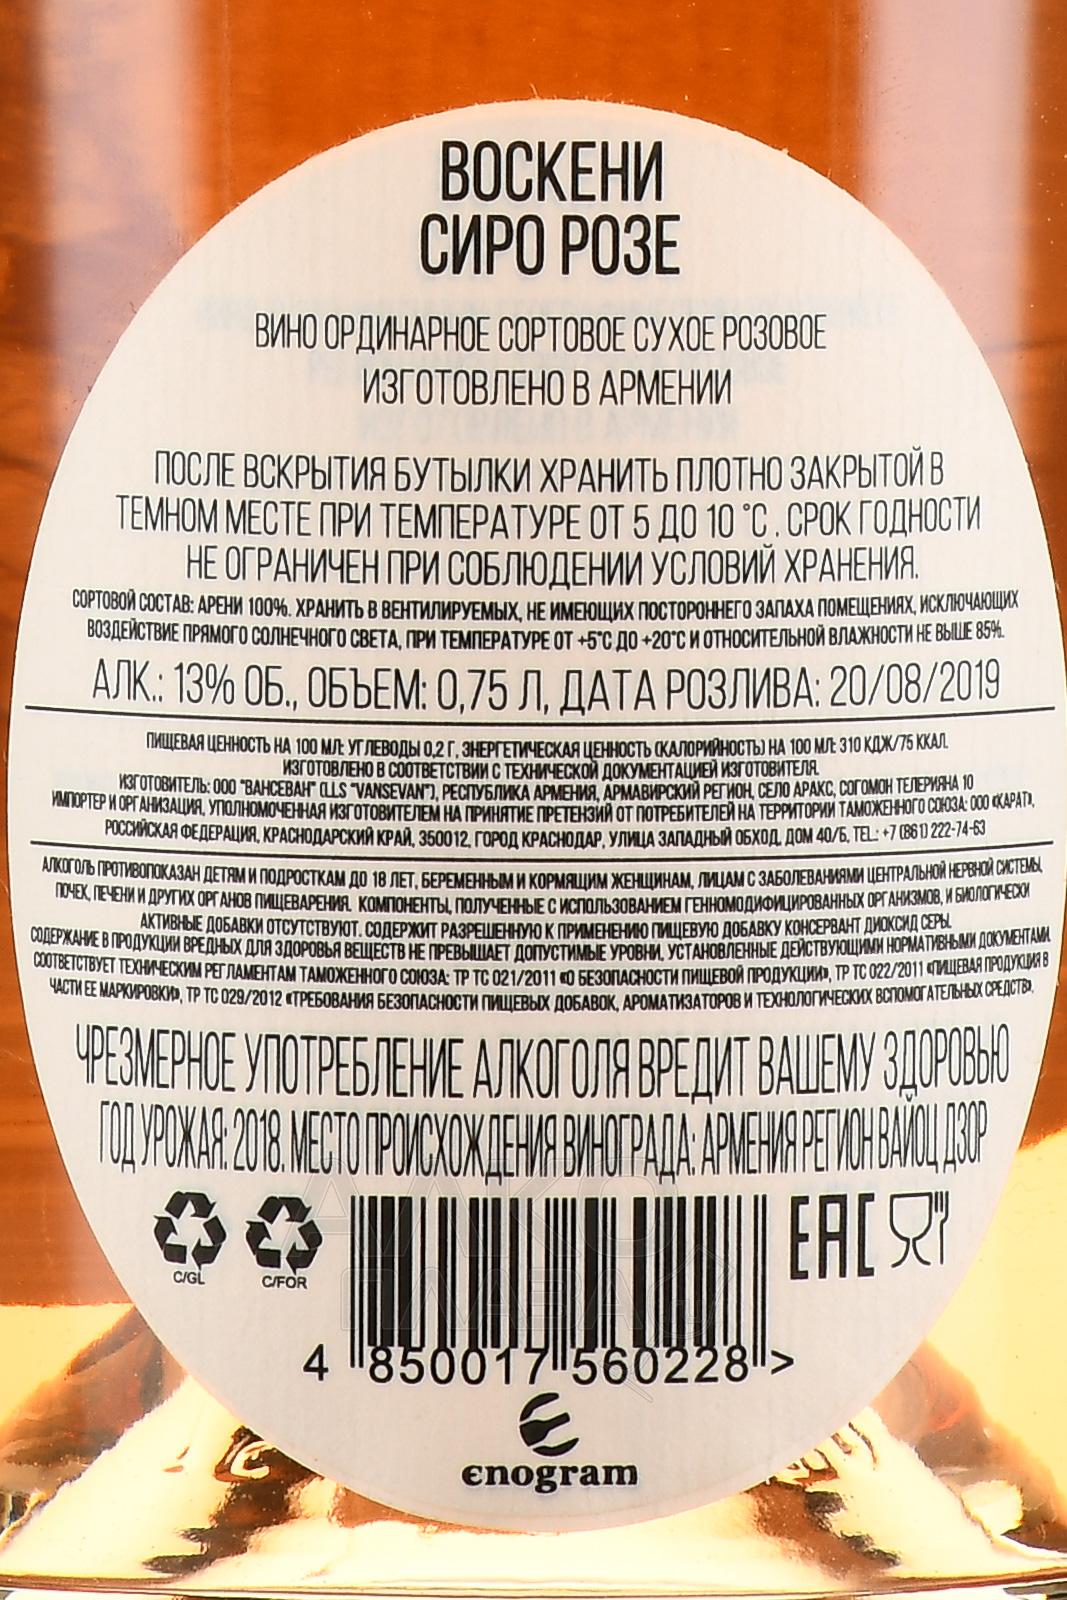 ВОСКЕНИ
СИРО РОЗЕ
ВИНО ОРДИНАРНОЕ СОРТОВОЕ СУХОЕ РОЗОВОЕ
ИЗГОТОВЛЕНО В АРМЕНИИ
ПОСЛЕ ВСКРЫТИЯ БУТЫЛКИ ХРАНИТЬ ПЛОТНО ЗАКРЫТОЙ В
ТЕМНОМ МЕСТЕ ПРИ ТЕМПЕРАТУРЕ ОТ 5 ДО 10 °С . СРОК ГОДНОСТИ
НЕ ОГРАНИЧЕН ПРИ СОБЛЮДЕНИИ УСЛОВИЙ ХРАНЕНИЯ.
СОРТОВОЙ СОСТАВ: АРЕНИ 100%. ХРАНИТЬ В ВЕНТИЛИРУЕМЫХ, НЕ ИМЕЮЩИХ ПОСТОРОННЕГО ЗАПАХА ПОМЕЩЕНИЯХ, ИСКЛЮЧАЮЩИХ
ВОЗДЕЙСТВИЕ ПРЯМОГО СОЛНЕЧНОГО СВЕТА, ПРИ ТЕМПЕРАТУРЕ ОТ +5°С ДО +20°С И ОТНОСИТЕЛЬНОЙ ВЛАЖНОСТИ НЕ ВЫШЕ 85%.
АЛК.: 13% ОБ., ОБЪЕМ: 0,75 Л, ДАТА РОЗЛИВА: 20/08/2019
ПИЩЕВАЯ ЦЕННОСТЬ НА 100 МЛ: УГЛЕВОДЫ 0,2 Г, ЭНЕРГЕТИЧЕСКАЯ ЦЕННОСТЬ (КАЛОРИЙНОСТЬ) НА 100 МЛ: 310 КДЖ/75 ККАЛ.
ИЗГОТОВЛЕНО В СООТВЕТСТВИИ С ТЕХНИЧЕСКОЙ ДОКУМЕНТАЦИЕЙ ИЗГОТОВИТЕЛЯ.
ИЗГОТОВИТЕЛЬ: ООО "ВАНСЕВАН" (LLS "VANSEVAN"), РЕСПУБЛИКА АРМЕНИЯ, АРМАВИРСКИЙ РЕГИОН, СЕЛО АРАКС, СОГОМОН ТЕЛЕРИЯНА 10
ИМПОРТЕР И ОРГАНИЗАЦИЯ, УПОЛНОМОЧЕННАЯ ИЗГОТОВИТЕЛЕМ НА ПРИНЯТИЕ ПРЕТЕНЗИЙ ОТ ПОТРЕБИТЕЛЕЙ НА ТЕРРИТОРИИ ТАМОЖЕННОГО СОЮЗА: ООО «КАРАТ»,
РОССИЙСКАЯ ФЕДЕРАЦИЯ, КРАСНОДАРСКИЙ КРАЙ, 350012, ГОРОД КРАСНОДАР, УЛИЦА ЗАПАДНЫЙ ОБХОД, ДОМ 40/Б, TEL.: +7 (861) 222-74-63
АЛКОГОЛЬ ПРОТИВОПОКАЗАН ДЕТЯМ И ПОДРОСТКАМ ДО 18 ЛЕТ, БЕРЕМЕННЫМ И КОРМЯЩИМ ЖЕНЩИНАМ, ЛИЦАМ С ЗАБОЛЕВАНИЯМИ ЦЕНТРАЛЬНОЙ НЕРВНОЙ СИСТЕМЫ,
ПОЧЕК, ПЕЧЕНИ И ДРУГИХ ОРГАНОВ ПИЩЕВАРЕНИЯ. КОМПОНЕНТЫ, ПОЛУЧЕННЫЕ С ИСПОЛЬЗОВАНИЕМ ГЕННОМОДИФИЦИРОВАННЫХ ОРГАНИЗМОВ, И БИОЛОГИЧЕСКИ
АКТИВНЫЕ ДОБАВКИ ОТСУТСТВУЮТ. СОДЕРЖИТ РАЗРЕШЕННУЮ К ПРИМЕНЕНИЮ ПИЩЕВУЮ ДОБАВКУ КОНСЕРВАНТ ДИОКСИД СЕРЫ.
СОДЕРЖАНИЕ В ПРОДУКЦИИ ВРЕДНЫХ ДЛЯ ЗДОРОВЬЯ ВЕЩЕСТВ НЕ ПРЕВЫШАЕТ ДОПУСТИМЫЕ УРОВНИ, УСТАНОВЛЕННЫЕ ДЕЙСТВУЮЩИМИ НОРМАТИВНЫМИ ДОКУМЕНТАМИ.
СООТВЕТСТВУЕТ ТЕХНИЧЕСКИМ РЕГЛАМЕНТАМ ТАМОЖЕННОГО СОЮЗА: ТР ТС 021/2011 «О БЕЗОПАСНОСТИ ПИЩЕВОЙ ПРОДУКЦИИ», ТР ТС 022/2011 «ПИЩЕВАЯ ПРОДУКЦИЯ В
ЧАСТИ ЕЕ МАРКИРОВКИ», ТР ТС 029/2012 «ТРЕБОВАНИЯ БЕЗОПАСНОСТИ ПИЩЕВЫХ ДОБАВОК, АРОМАТИЗАТОРОВ И ТЕХНОЛОГИЧЕСКИХ ВСПОМОГАТЕЛЬНЫХ СРЕДСТВ».
ЧРЕЗМЕРНОЕ УПОТРЕБЛЕНИЕ АЛКОГОЛЯ ВРЕДИТ ВАШЕМУ ЗДОРОВЬЮ
ГОД УРОЖАЯ: 2018. МЕСТО ПРОИСХОЖДЕНИЯ ВИНОГРАДА: АРМЕНИЯ РЕГИОН ВАЙОЦ ДЗОР
C/GL C/FOR EAC
АЛКО
ПЛАЗА
4 850017 560228 >
enogram